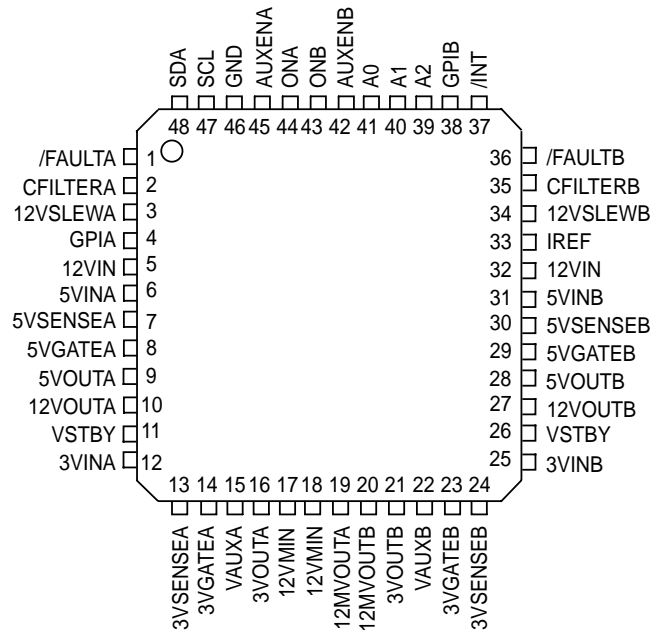 SDA
SCL
GND
AUXENA
ONA
ONB
AUXENB
A0
A1
A2
GPIB
/INT
48 47 46 45 44 43 42 41 40 39 38 37
/FAULTA 1 36 /FAULTB
CFILTERA 2 35 CFILTERB
12VSLEWA 3 34 12VSLEWB
GPIA 4 33 IREF
12VIN 5 32 12VIN
5VINA 6 31 5VINB
5VSENSEA 7 30 5VSENSEB
5VGATEA 8 29 5VGATEB
5VOUTA 9 28 5VOUTB
12VOUTA 10 27 12VOUTB
VSTBY 11 26 VSTBY
3VINA 12 25 3VINB
13 14 15 16 17 18 19 20 21 22 23 24
3VSENSEA
3VGATEA
VAUXA
3VOUTA
12VMIN
12VMIN
12MVOUTA
12MVOUTB
3VOUTB
VAUXB
3VGATEB
3VSENSEB